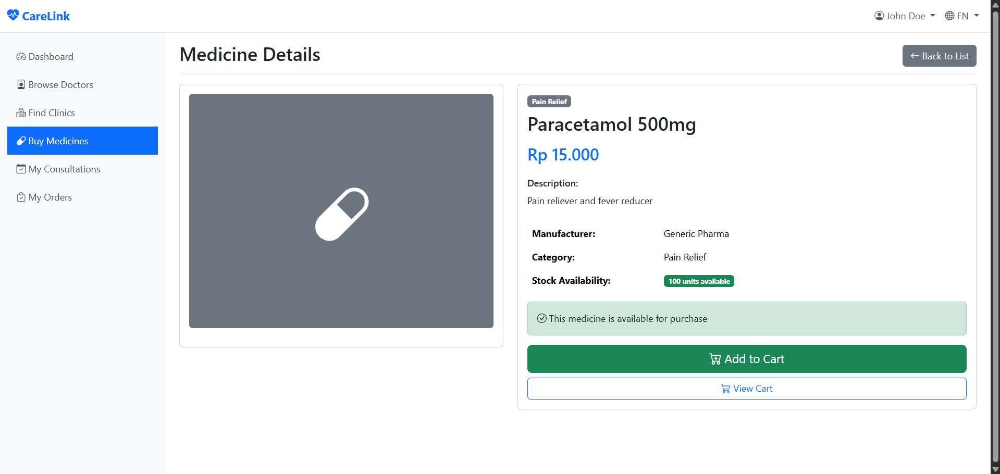 CareLink
John Doe
EN
Dashboard
Browse Doctors
Find Clinics
Buy Medicines
My Consultations
My Orders
Medicine Details
Back to List
Pain Relief
Paracetamol 500mg
Rp 15.000
Description:
Pain reliever and fever reducer
Manufacturer: Generic Pharma
Category: Pain Relief
Stock Availability: 100 units available
This medicine is available for purchase
Add to Cart
View Cart